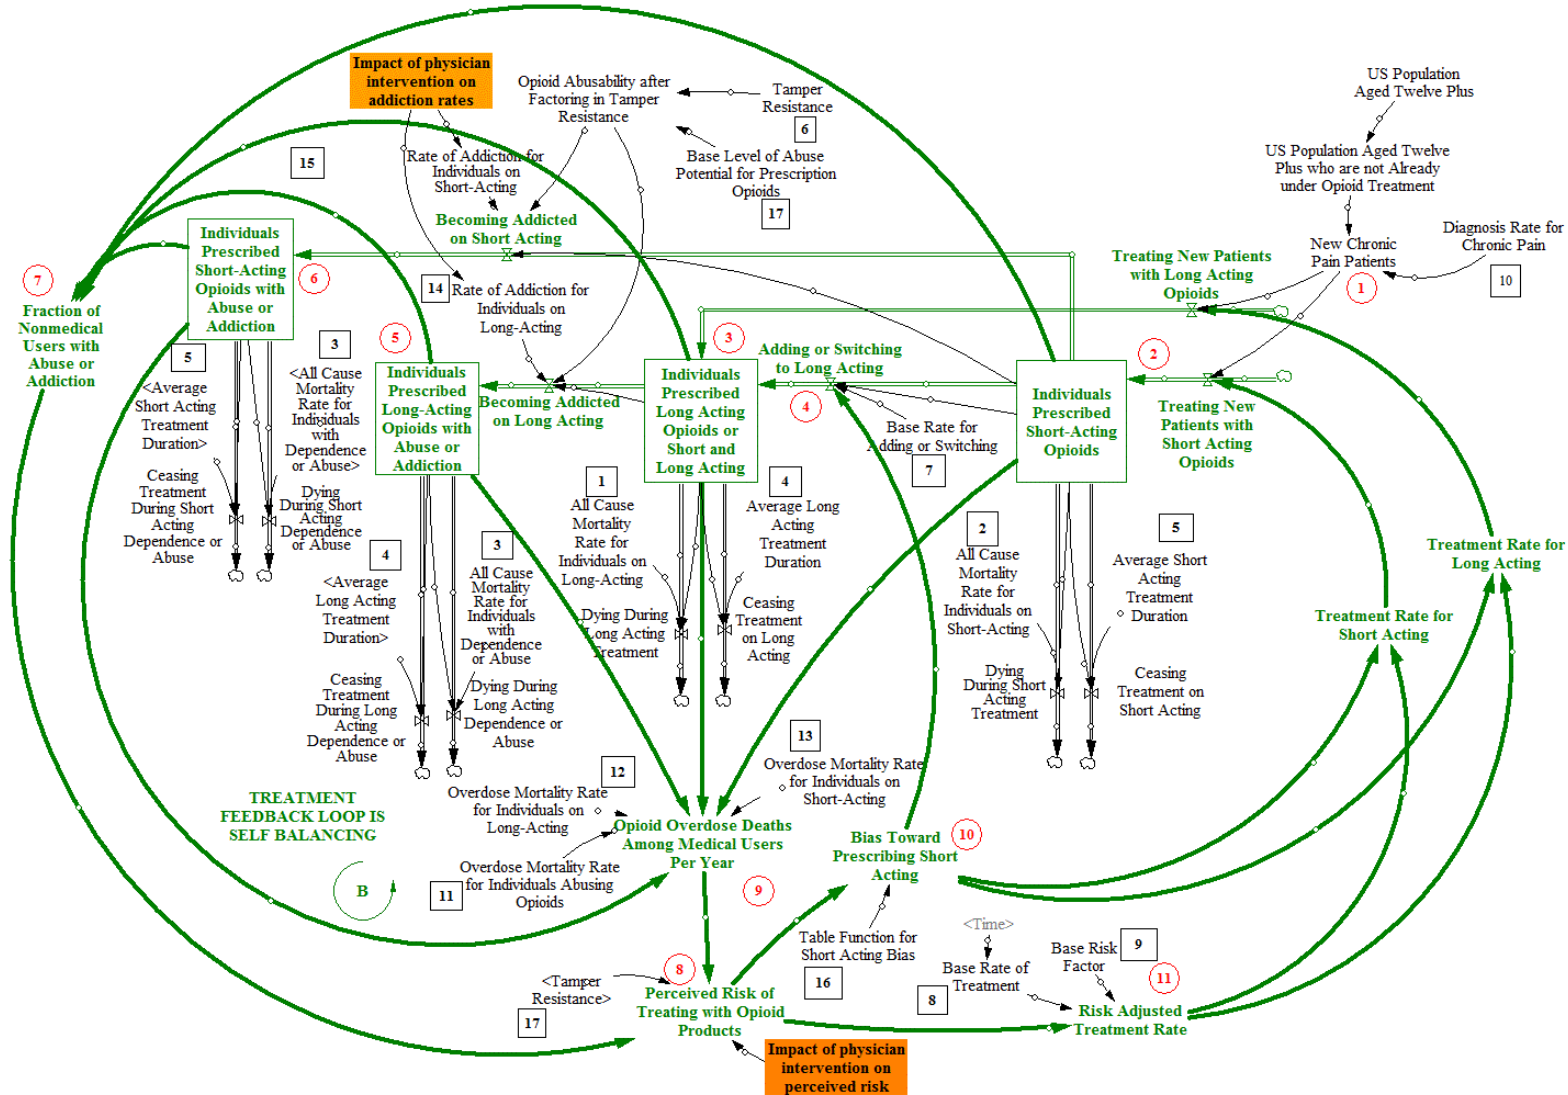 Impact of physician
intervention on
addiction rates
Opioid Abusability after
Factoring in Tamper
Resistance
Tamper
Resistance
6
US Population
Aged Twelve Plus
15
Rate of Addiction for
Individuals on
Short-Acting
Base Level of Abuse
Potential for Prescription
Opioids
17
US Population Aged Twelve
Plus who are not Already
under Opioid Treatment
Individuals
Prescribed
Short-Acting
Opioids with
Abuse or
Addiction
Becoming Addicted
on Short Acting
Treating New Patients
with Long Acting
Opioids
New Chronic
Pain Patients
1
Diagnosis Rate for
Chronic Pain
10
7
Fraction of
Nonmedical
Users with
Abuse or
Addiction
6
14
Rate of Addiction for
Individuals on
Long-Acting
5
3
<Average
Short Acting
Treatment
Duration>
<All Cause
Mortality
Rate for
Individuals
with
Dependence
or Abuse>
5
Individuals
Prescribed
Long-Acting
Opioids with
Abuse or
Addiction
Becoming Addicted
on Long Acting
3
Individuals
Prescribed
Long Acting
Opioids or
Short and
Long Acting
Adding or Switching
to Long Acting
4
Base Rate for
Adding or Switching
7
Individuals
Prescribed
Short-Acting
Opioids
2
Treating New
Patients with
Short Acting
Opioids
Ceasing
Treatment
During Short
Acting
Dependence or
Abuse
Dying
During Short
Acting
Dependence
or Abuse
4
<Average
Long Acting
Treatment
Duration>
3
All Cause
Mortality
Rate for
Individuals
with
Dependence
or Abuse
1
All Cause
Mortality
Rate for
Individuals on
Long-Acting
4
Average Long
Acting
Treatment
Duration
2
All Cause
Mortality
Rate for
Individuals on
Short-Acting
5
Average Short
Acting
Treatment
Duration
Treatment Rate for
Long Acting
Treatment Rate for
Short Acting
Ceasing
Treatment
During Long
Acting
Dependence or
Abuse
Dying During
Long Acting
Dependence or
Abuse
Dying During
Long Acting
Treatment
Ceasing
Treatment
on Long
Acting
Dying
During Short
Acting
Treatment
Ceasing
Treatment on
Short Acting
TREATMENT
FEEDBACK LOOP IS
SELF BALANCING
B
12
Overdose Mortality Rate
for Individuals on
Long-Acting
13
Overdose Mortality Rate
for Individuals on
Short-Acting
Opioid Overdose Deaths
Among Medical Users
Per Year
9
11
Overdose Mortality Rate
for Individuals Abusing
Opioids
Bias Toward
Prescribing Short
Acting
10
Table Function for
Short Acting Bias
16
<Time>
Base Rate of
Treatment
8
Base Risk
Factor
9
11
Risk Adjusted
Treatment Rate
<Tamper
Resistance>
17
8
Perceived Risk of
Treating with Opioid
Products
Impact of physician
intervention on
perceived risk